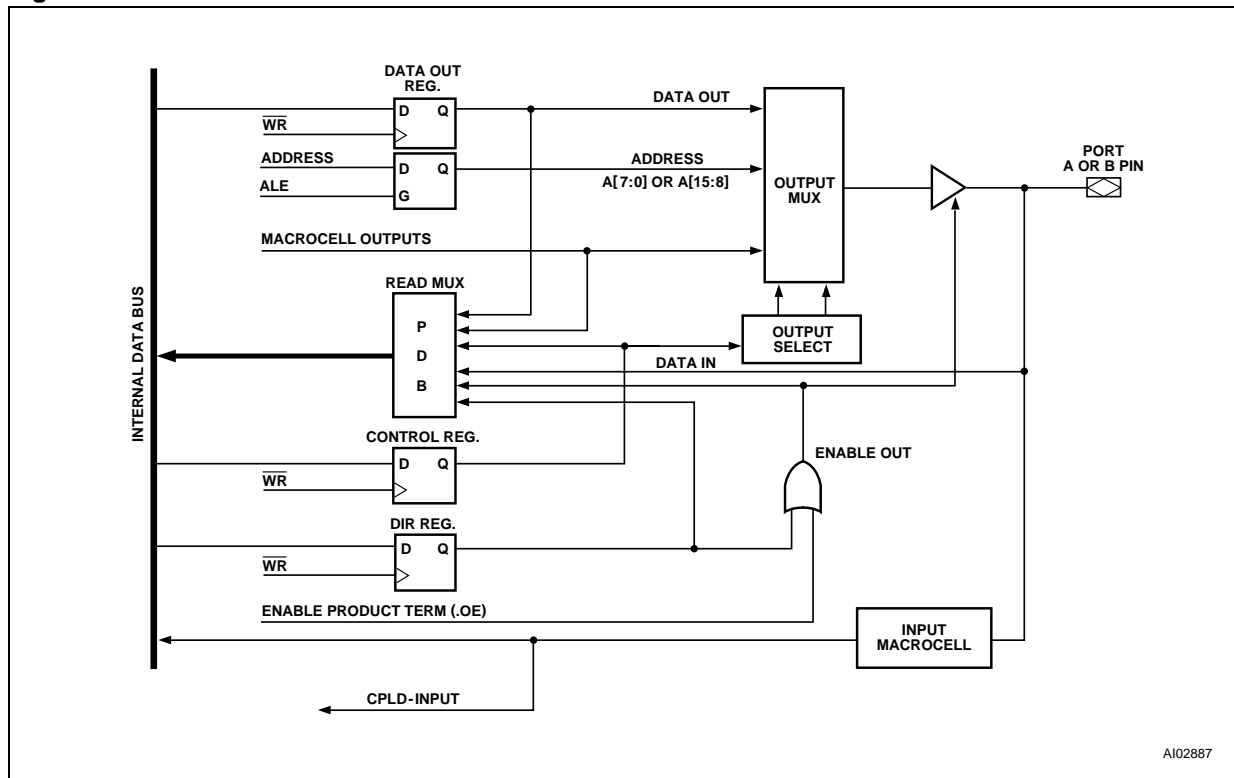 DATA OUT
REG.
D Q
DATA OUT
WR
ADDRESS
D Q
ADDRESS
A[7:0] OR A[15:8]
ALE
G
OUTPUT
MUX
PORT
A OR B PIN
MACROCELL OUTPUTS
READ MUX
P
D
B
OUTPUT
SELECT
DATA IN
INTERNAL DATA BUS
CONTROL REG.
D Q
WR
ENABLE OUT
DIR REG.
D Q
WR
ENABLE PRODUCT TERM (.OE)
INPUT
MACROCELL
CPLD-INPUT
AI02887